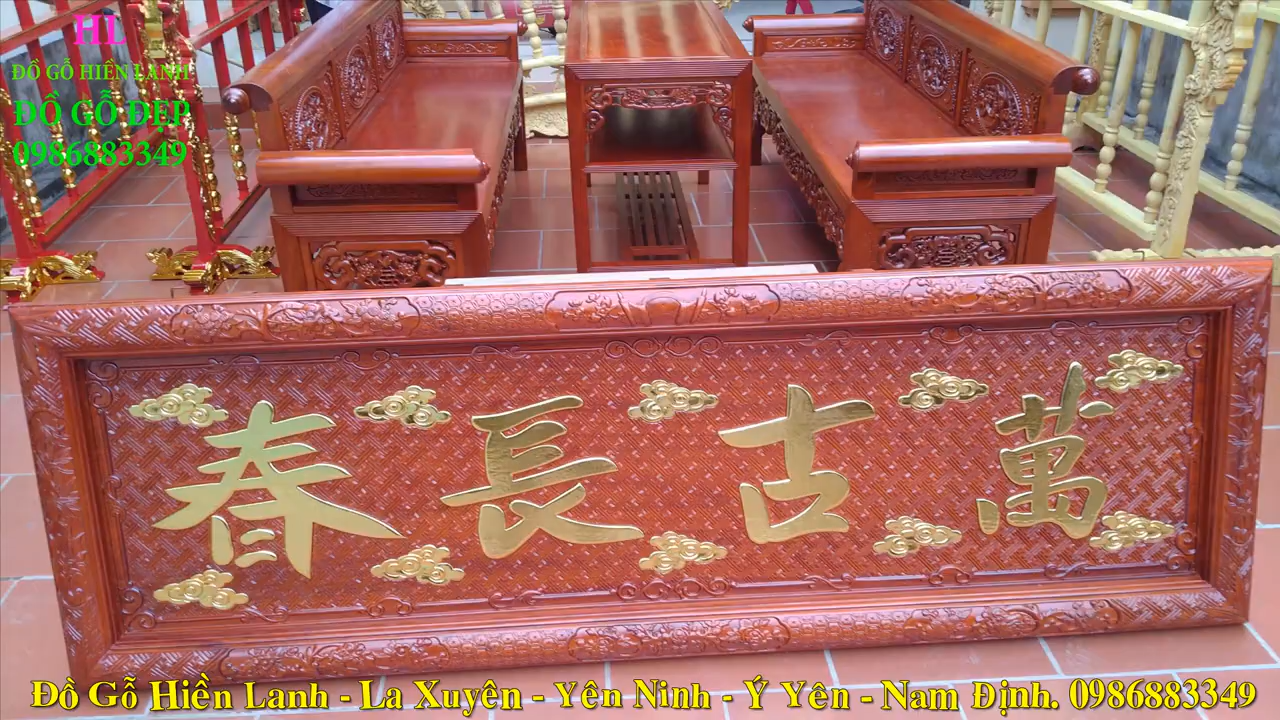 HL
ĐỒ GỖ HIỀN LANH
ĐỒ GỖ ĐẸP
0986883349
萬古長春
Đồ Gỗ Hiền Lanh - La Xuyên - Yên Ninh - Ý Yên - Nam Định. 0986883349